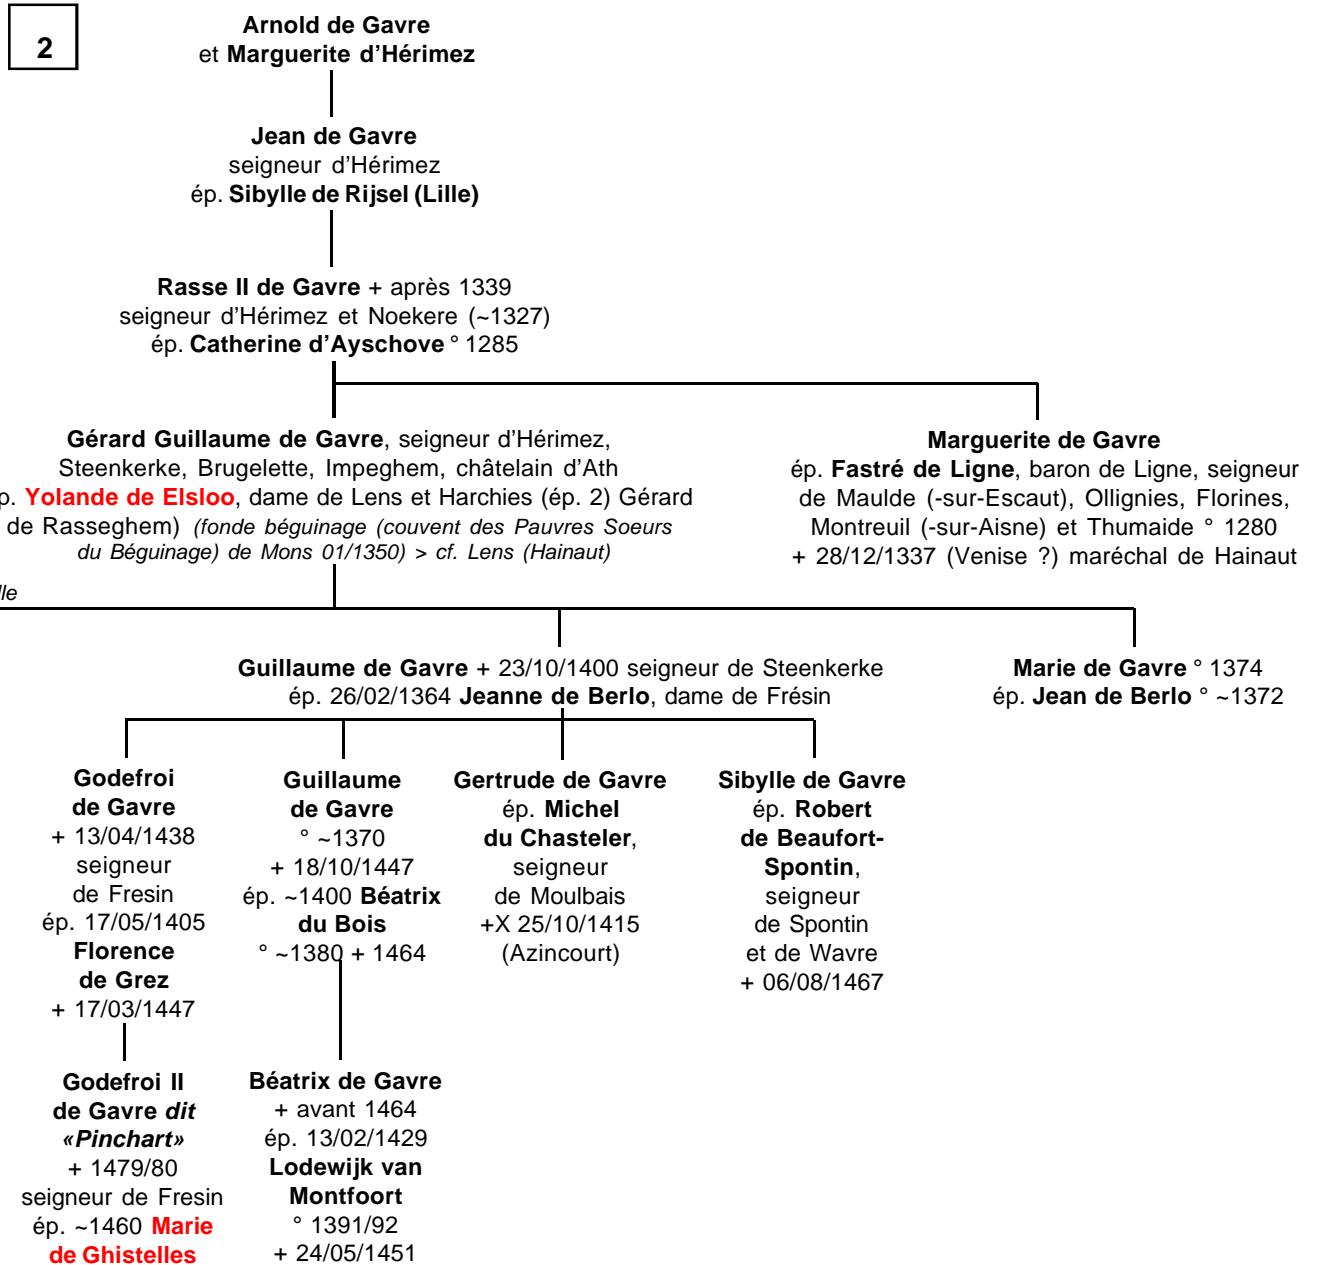 2
Arnold de Gavre
et Marguerite d’Hérimez
Jean de Gavre
seigneur d’Hérimez
ép. Sibylle de Rijsel (Lille)
Rasse II de Gavre + après 1339
seigneur d’Hérimez et Noekere (~1327)
ép. Catherine d’Ayschove ° 1285
Gérard Guillaume de Gavre, seigneur d’Hérimez,
Steenkerke, Brugelette, Impeghem, châtelain d’Ath
p. Yolande de Elsloo, dame de Lens et Harchies (ép. 2) Gérard
de Rasseghem) (fonde béguinage (couvent des Pauvres Soeurs
du Béguinage) de Mons 01/1350) > cf. Lens (Hainaut)
Marguerite de Gavre
ép. Fastré de Ligne, baron de Ligne, seigneur
de Maulde (-sur-Escaut), Ollignies, Florines,
Montreuil (-sur-Aisne) et Thumaide ° 1280
+ 28/12/1337 (Venise ?) maréchal de Hainaut
lle
Guillaume de Gavre + 23/10/1400 seigneur de Steenkerke
ép. 26/02/1364 Jeanne de Berlo, dame de Frésin
Marie de Gavre ° 1374
ép. Jean de Berlo ° ~1372
Godefroi
de Gavre
+ 13/04/1438
seigneur
de Fresin
ép. 17/05/1405
Florence
de Grez
+ 17/03/1447
Guillaume
de Gavre
° ~1370
+ 18/10/1447
ép. ~1400 Béatrix
du Bois
° ~1380 + 1464
Gertrude de Gavre
ép. Michel
du Chasteler,
seigneur
de Moulbais
+X 25/10/1415
(Azincourt)
Sibylle de Gavre
ép. Robert
de Beaufort-
Spontin,
seigneur
de Spontin
et de Wavre
+ 06/08/1467
Godefroi II
de Gavre dit
«Pinchart»
+ 1479/80
seigneur de Fresin
ép. ~1460 Marie
de Ghistelles
Béatrix de Gavre
+ avant 1464
ép. 13/02/1429
Lodewijk van
Montfoort
° 1391/92
+ 24/05/1451